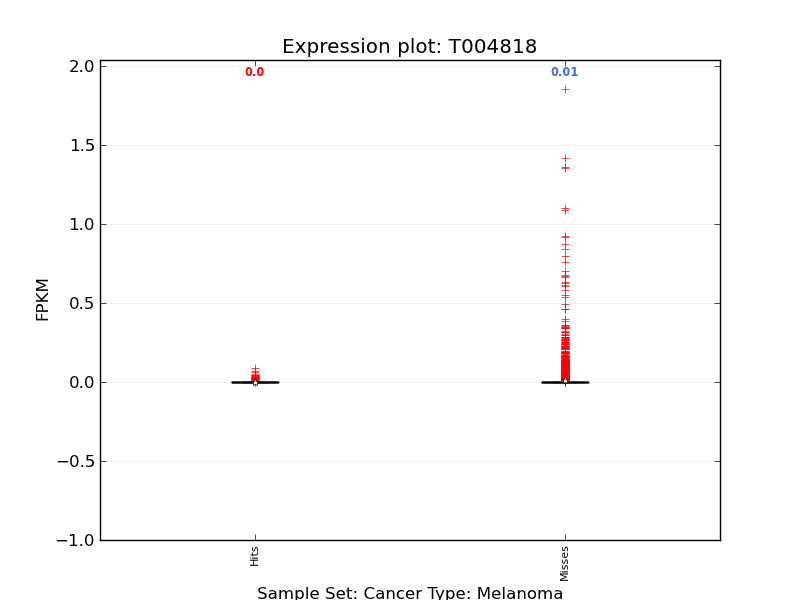 Expression plot: T004818
0.0
0.01
2.0
1.5
1.0
0.5
0.0
−0.5
−1.0
FPKM
Hits
Misses
Sample Set: Cancer Type: Melanoma